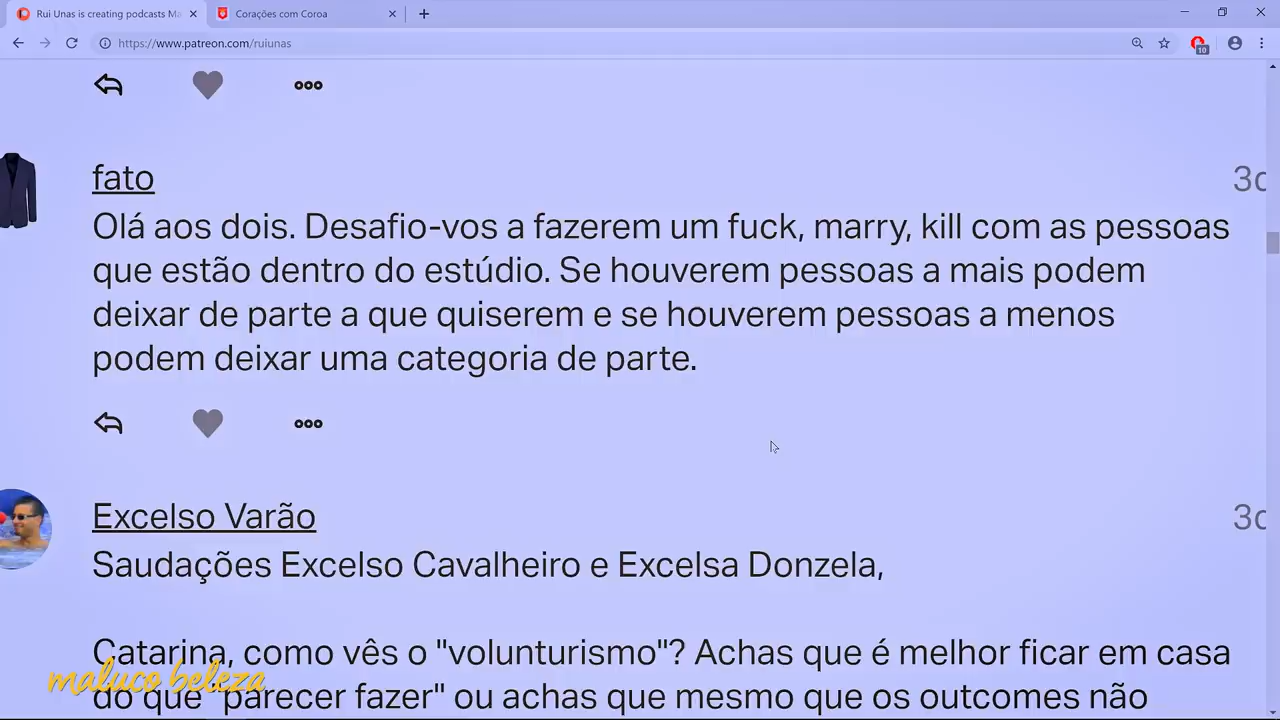 Rui Unas is creating podcasts Ma
Corações com Coroa
https://www.patreon.com/ruiunas
10
fato
3d
Olá aos dois. Desafio-vos a fazerem um fuck, marry, kill com as pessoas
que estão dentro do estúdio. Se houverem pessoas a mais podem
deixar de parte a que quiserem e se houverem pessoas a menos
podem deixar uma categoria de parte.
Excelso Varão
3d
Saudações Excelso Cavalheiro e Excelsa Donzela,
Catarina, como vês o "volunturismo"? Achas que é melhor ficar em casa
do que "parecer fazer" ou achas que mesmo que os outcomes não
maluco beleza